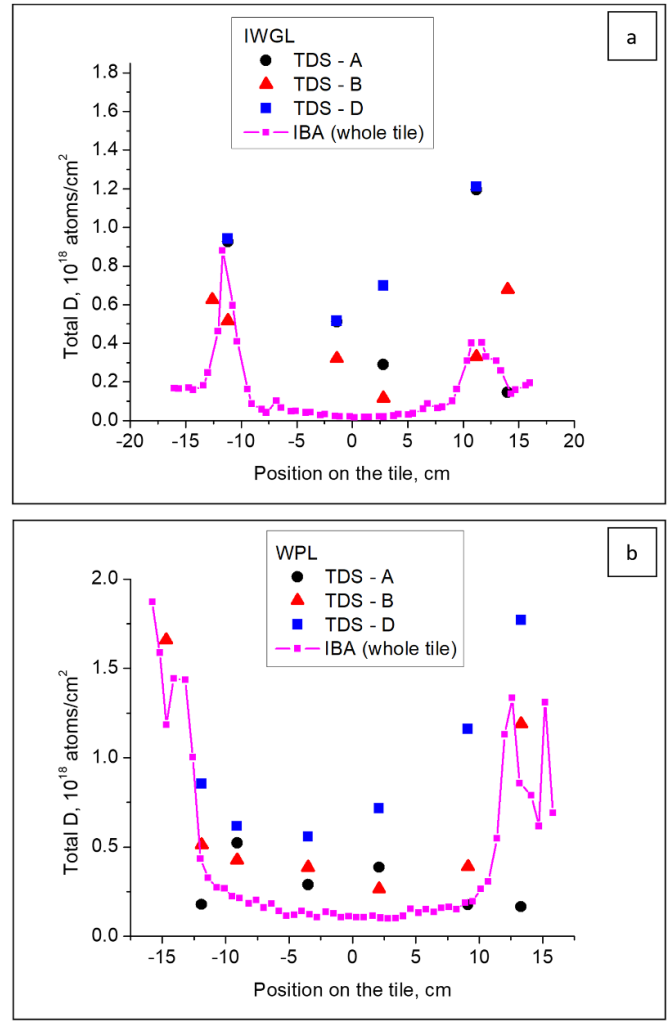 a
IWGL
TDS - A
TDS - B
TDS - D
IBA (whole tile)
Total D, 10¹⁸ atoms/cm²
1.8
1.6
1.4
1.2
1.0
0.8
0.6
0.4
0.2
0.0
-20 -15 -10 -5 0 5 10 15 20
Position on the tile, cm
b
WPL
TDS - A
TDS - B
TDS - D
IBA (whole tile)
Total D, 10¹⁸ atoms/cm²
2.0
1.5
1.0
0.5
0.0
-15 -10 -5 0 5 10 15
Position on the tile, cm